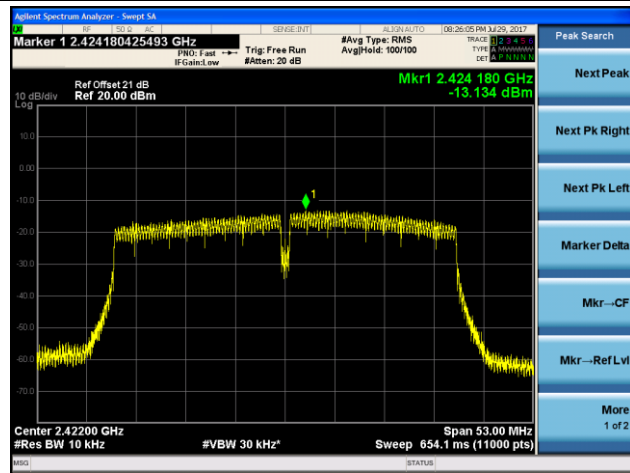 Agilent Spectrum Analyzer - Swept SA
RF 50 Ω AC SENSE:INT ALIGN AUTO 08:26:05 PM Jul 29, 2017
Marker 1 2.424180425493 GHz
#Avg Type: RMS
TRACE 1 2 3 4 5 6
PNO: Fast Trig: Free Run Avg|Hold: 100/100 TYPE A
IFGain:Low #Atten: 20 dB DET A P N N N N
Peak Search
Ref Offset 21 dB
Mkr1 2.424 180 GHz
10 dB/div Ref 20.00 dBm
-13.134 dBm
Log
10.0
0.00
-10.0
-20.0
-30.0
-40.0
-50.0
-60.0
-70.0
1
Center 2.42200 GHz Span 53.00 MHz
#Res BW 10 kHz #VBW 30 kHz* Sweep 654.1 ms (11000 pts)
MSG STATUS
Next Peak
Next Pk Right
Next Pk Left
Marker Delta
Mkr→CF
Mkr→Ref Lvl
More
1 of 2